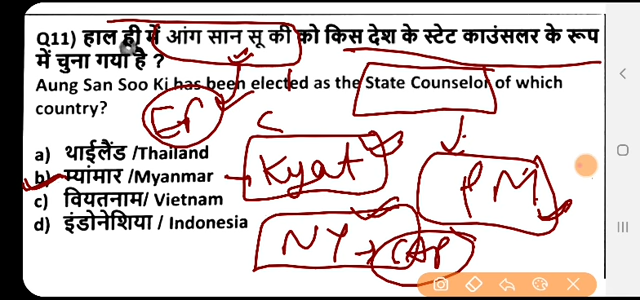 Q11) हाल ही में आंग सान सू की को किस देश के स्टेट काउंसलर के रूप
में चुना गया है ?
Aung San Soo Ki has been elected as the State Counselor of which
country?
a) थाईलैंड /Thailand
b) म्यांमार /Myanmar
c) वियतनाम/ Vietnam
d) इंडोनेशिया / Indonesia
Kyat
PM
NY → CAP